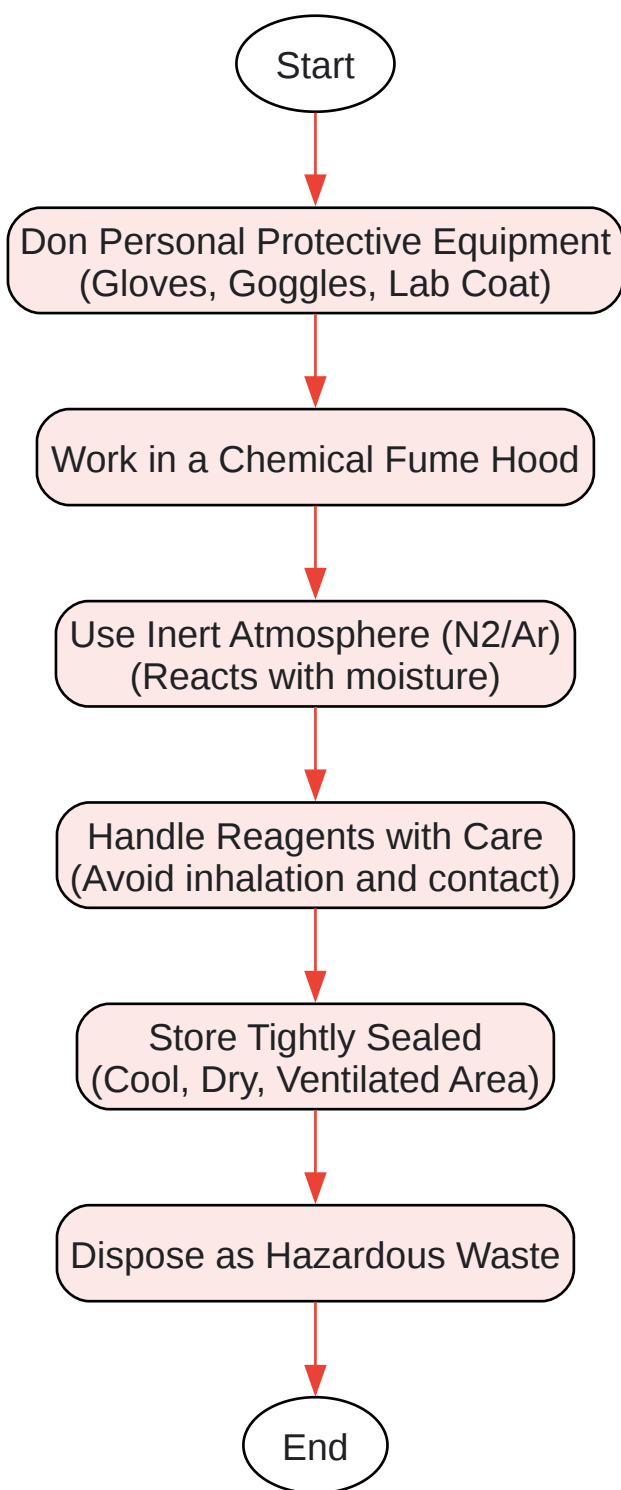 Start
Don Personal Protective Equipment
(Gloves, Goggles, Lab Coat)
Work in a Chemical Fume Hood
Use Inert Atmosphere (N2/Ar)
(Reacts with moisture)
Handle Reagents with Care
(Avoid inhalation and contact)
Store Tightly Sealed
(Cool, Dry, Ventilated Area)
Dispose as Hazardous Waste
End